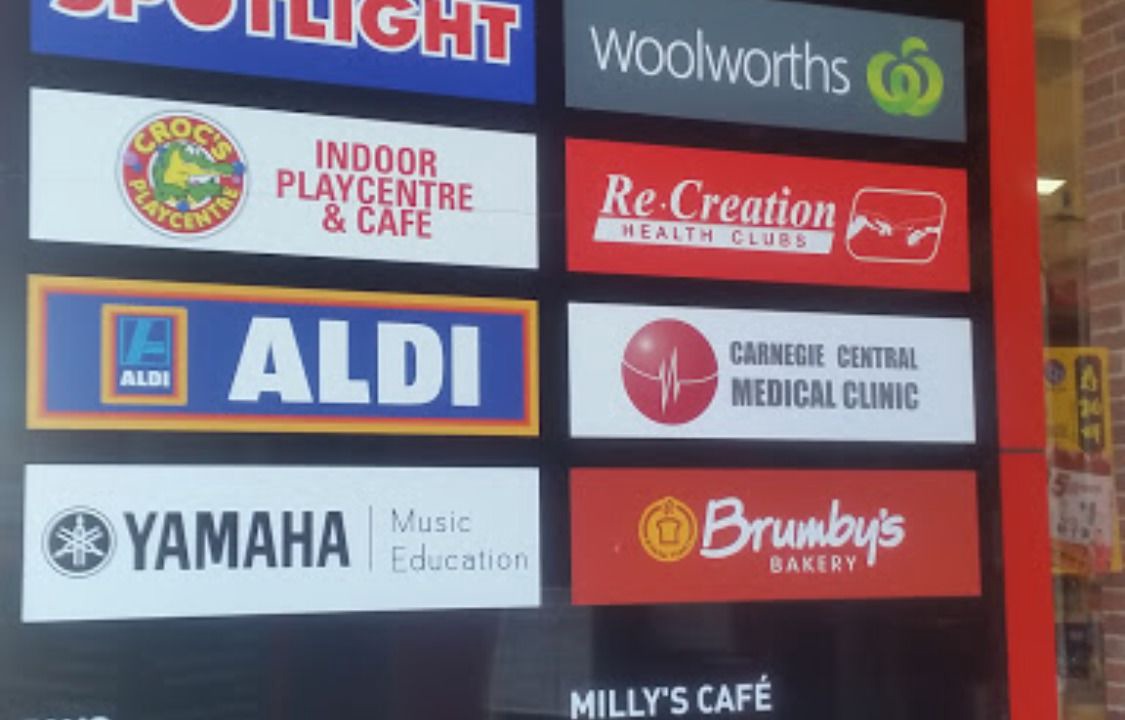 SPOTLIGHT
Woolworths
CROC'S
PLAYCENTRE
INDOOR
PLAYCENTRE
& CAFÉ
Re·Creation
HEALTH CLUBS
ALDI
ALDI
CARNEGIE CENTRAL
MEDICAL CLINIC
YAMAHA
Music
Education
Brumby's
BAKERY
MILLY'S CAFÉ